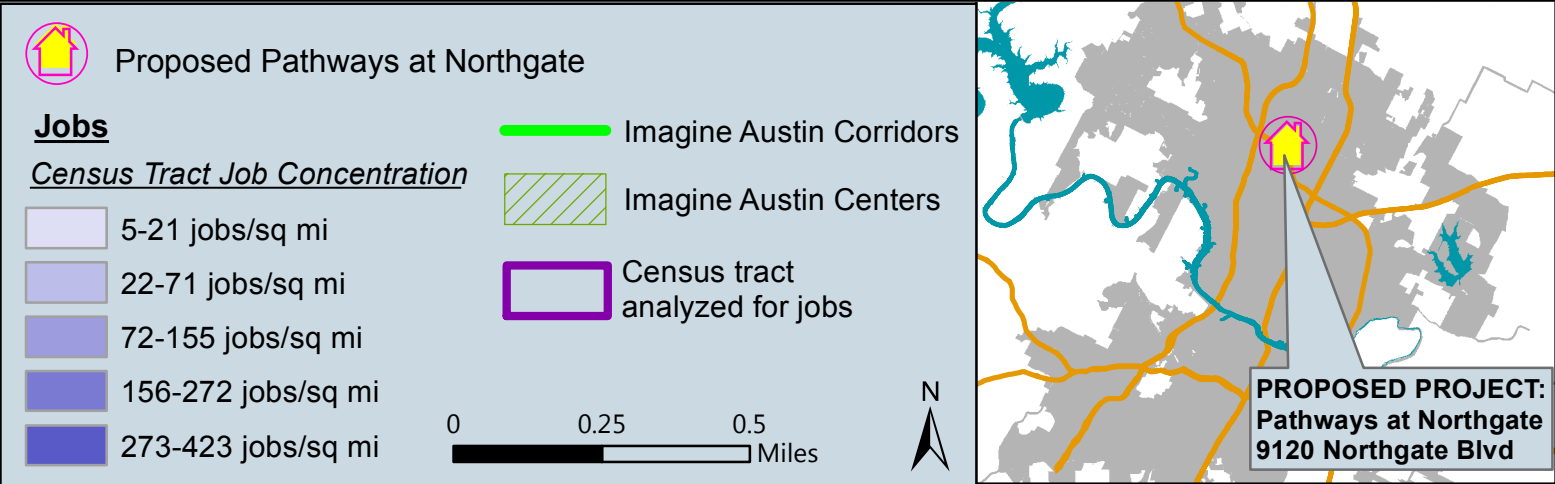 Proposed Pathways at Northgate
Jobs
Census Tract Job Concentration
5-21 jobs/sq mi
22-71 jobs/sq mi
72-155 jobs/sq mi
156-272 jobs/sq mi
273-423 jobs/sq mi
Imagine Austin Corridors
Imagine Austin Centers
Census tract
analyzed for jobs
0 0.25 0.5
Miles
N
PROPOSED PROJECT:
Pathways at Northgate
9120 Northgate Blvd